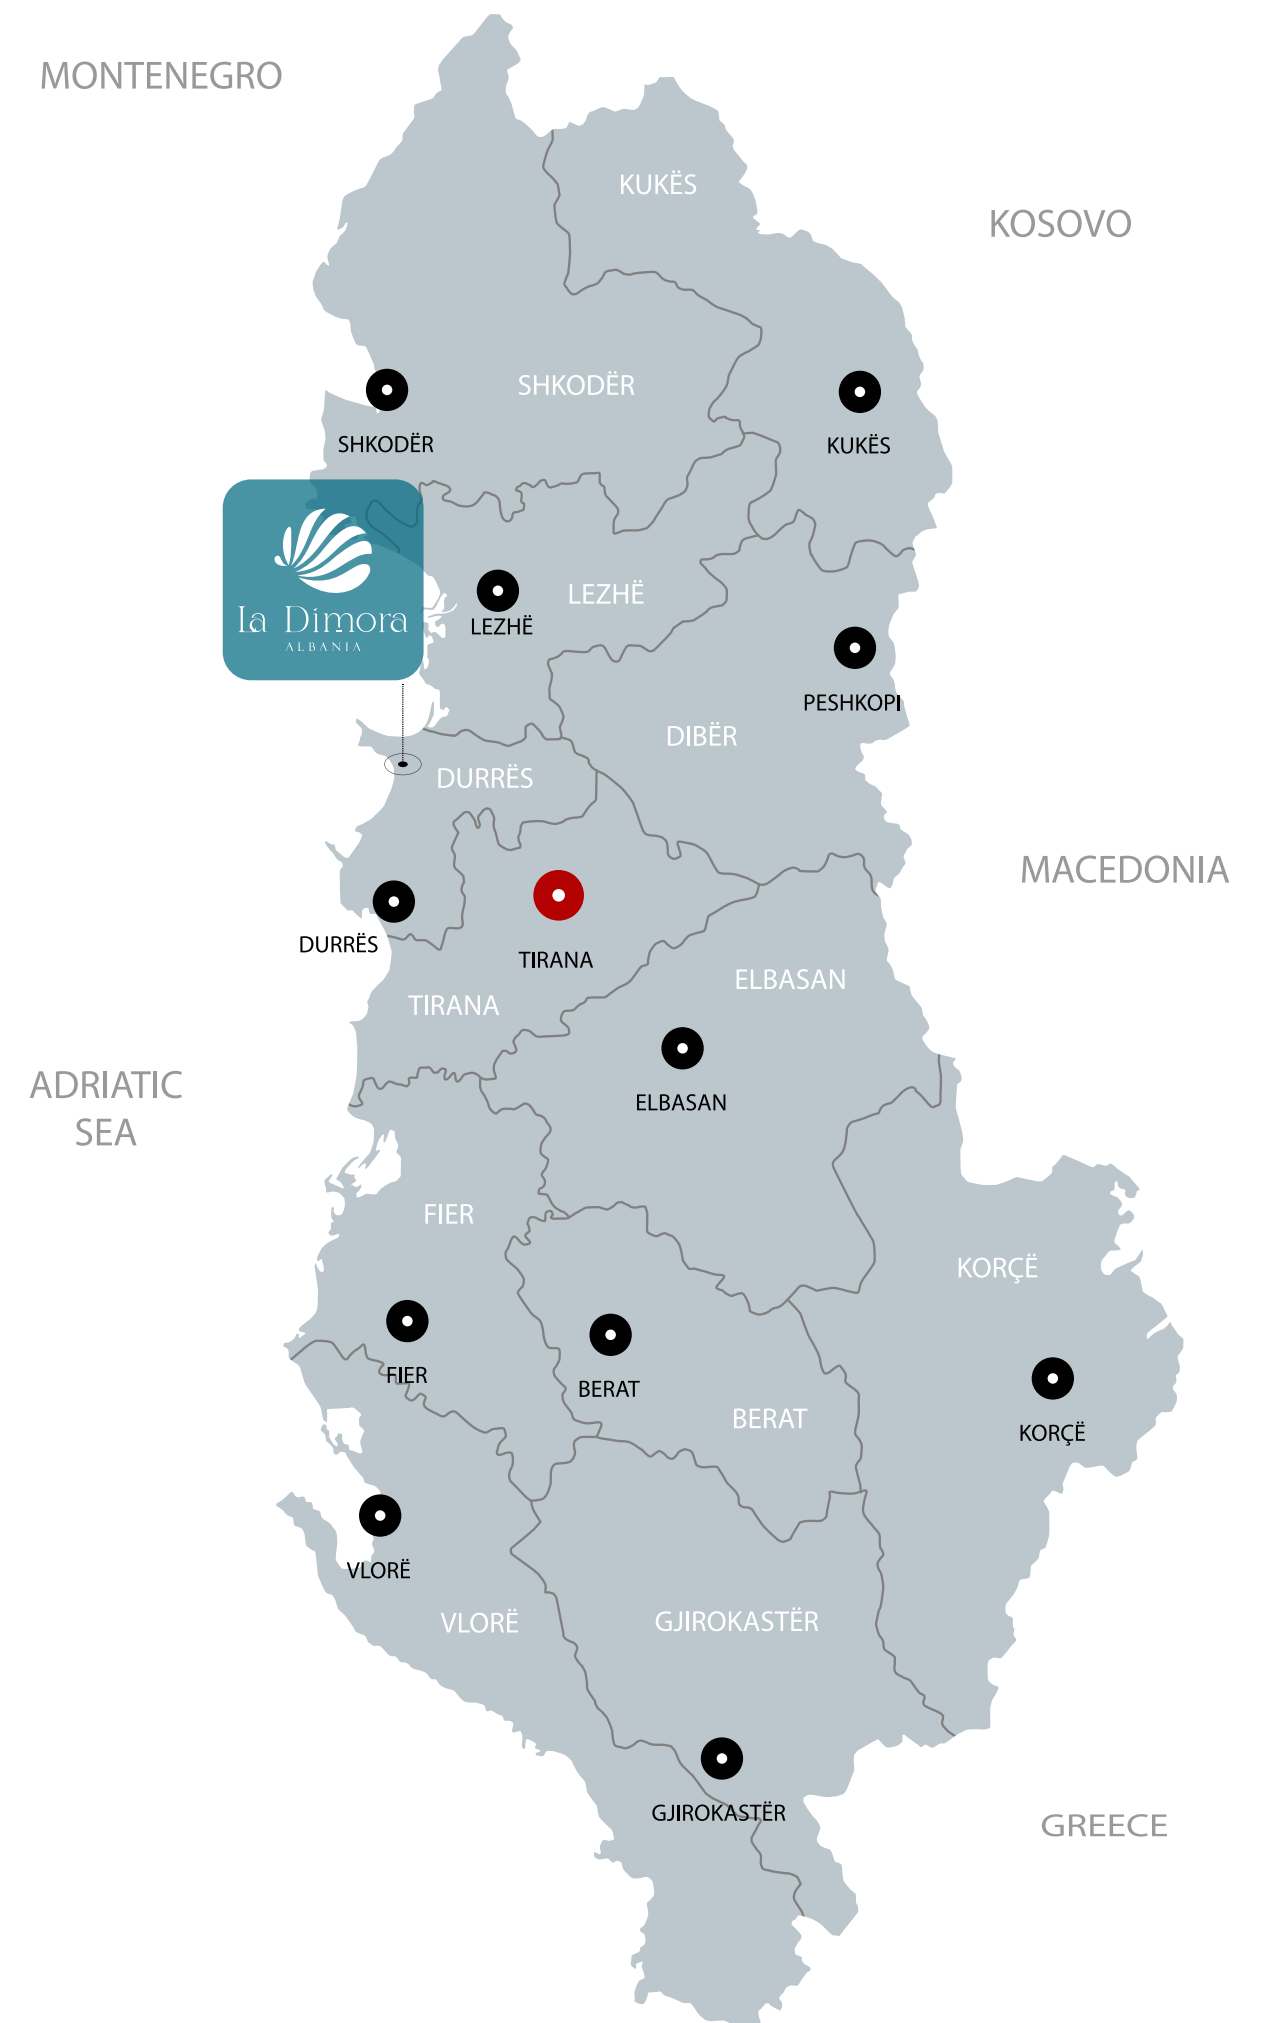 MONTENEGRO
KUKËS
KOSOVO
SHKODËR
SHKODËR
KUKËS
La Dimora
ALBANIA
LEZHË
LEZHË
PESHKOPI
DIBËR
DURRËS
MACEDONIA
DURRËS
TIRANA
ELBASAN
TIRANA
ADRIATIC
SEA
ELBASAN
FIER
KORÇË
FIER
BERAT
BERAT
KORÇË
VLORË
VLORË
GJIROKASTËR
GJIROKASTËR
GREECE